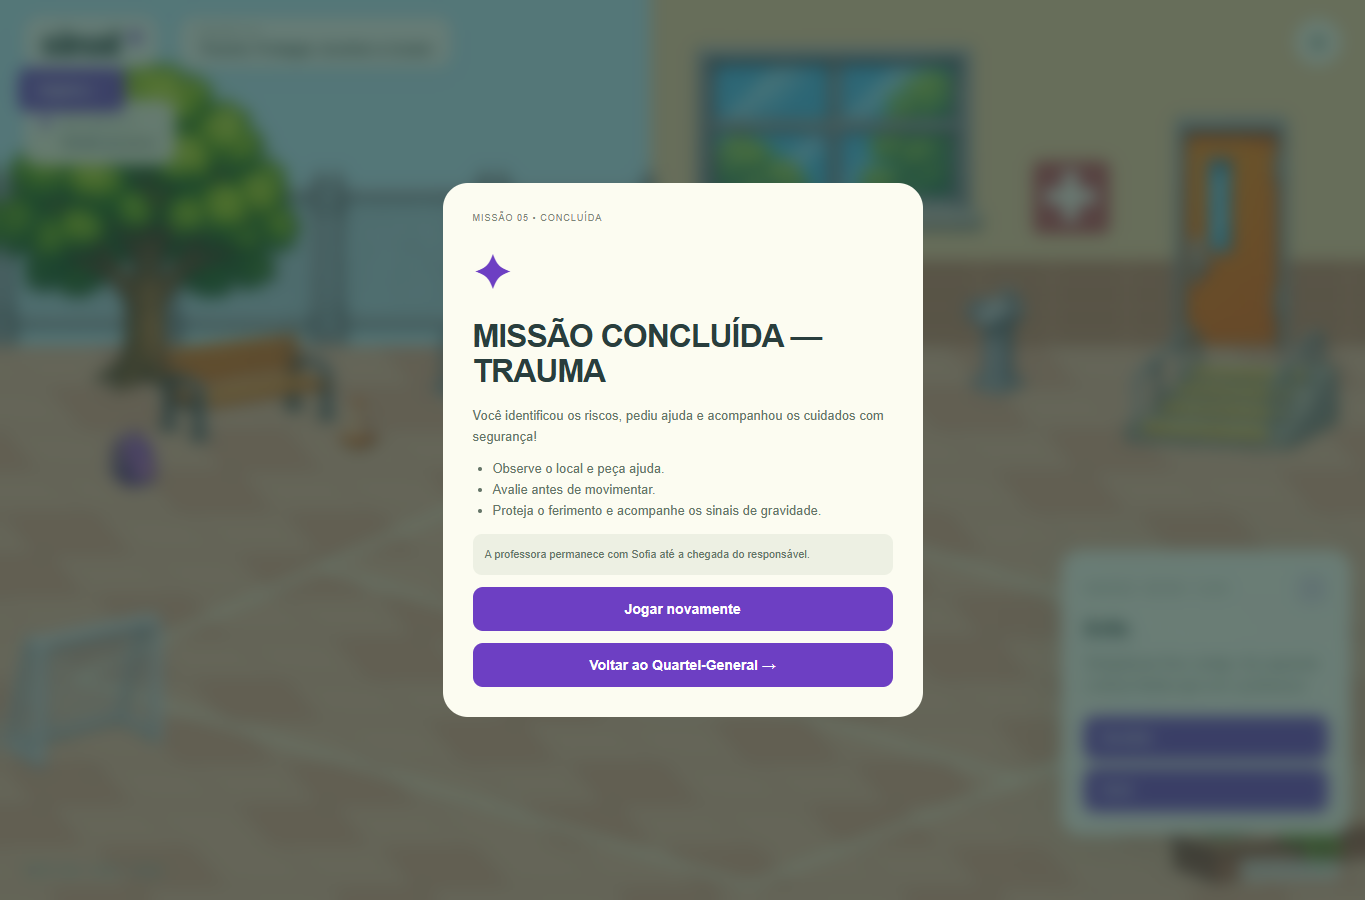 MISSÃO 05 • CONCLUÍDA
MISSÃO CONCLUÍDA —
TRAUMA
Você identificou os riscos, pediu ajuda e acompanhou os cuidados com
segurança!
• Observe o local e peça ajuda.
• Avalie antes de movimentar.
• Proteja o ferimento e acompanhe os sinais de gravidade.
A professora permanece com Sofia até a chegada do responsável.
Jogar novamente
Voltar ao Quartel-General →